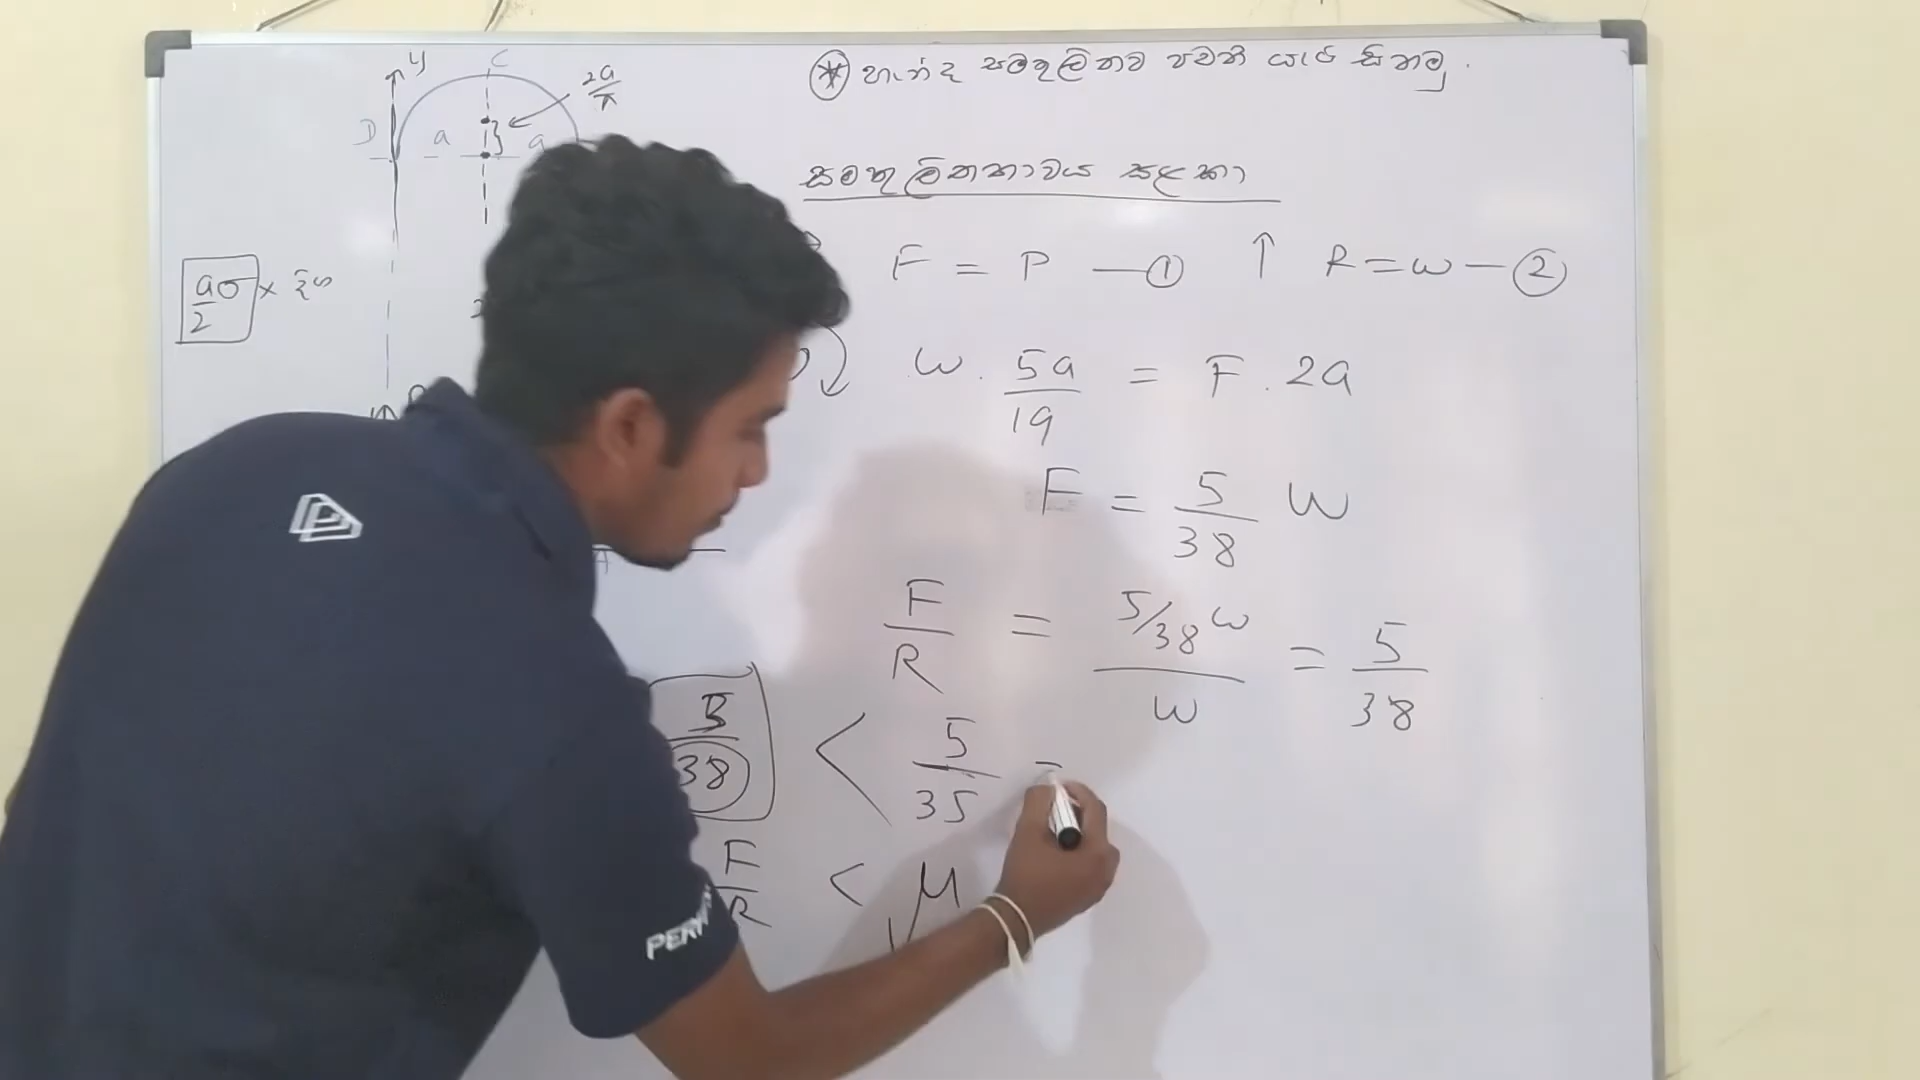 y C 2a/π
D a a
* හැන්ද සමතුලිතව පවතී යැයි සිතමු.
සමතුලිතතාවය සඳහා
aσ/2 ×
F = P — ① ↑ R = w — ②
w . 5a/19 = F . 2a
F = 5/38 W
F/R = (5/38 w)/w = 5/38
5/38 < 5/35 =
F/R < μ
A